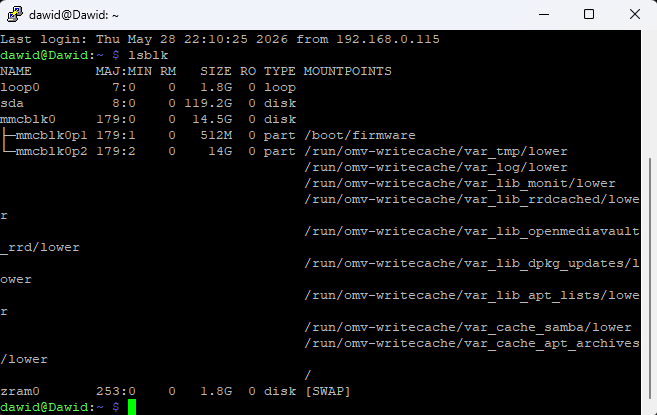 dawid@Dawid: ~
Last login: Thu May 28 22:10:25 2026 from 192.168.0.115
dawid@Dawid:~ $ lsblk
NAME        MAJ:MIN RM   SIZE RO TYPE MOUNTPOINTS
loop0         7:0    0   1.8G  0 loop
sda           8:0    0 119.2G  0 disk
mmcblk0     179:0    0  14.5G  0 disk
├─mmcblk0p1 179:1    0   512M  0 part /boot/firmware
└─mmcblk0p2 179:2    0    14G  0 part /run/omv-writecache/var_tmp/lower
                                      /run/omv-writecache/var_log/lower
                                      /run/omv-writecache/var_lib_monit/lower
                                      /run/omv-writecache/var_lib_rrdcached/lowe
r
                                      /run/omv-writecache/var_lib_openmediavault
_rrd/lower
                                      /run/omv-writecache/var_lib_dpkg_updates/l
ower
                                      /run/omv-writecache/var_lib_apt_lists/lowe
r
                                      /run/omv-writecache/var_cache_samba/lower
                                      /run/omv-writecache/var_cache_apt_archives
/lower
                                      /
zram0       253:0    0   1.8G  0 disk [SWAP]
dawid@Dawid:~ $